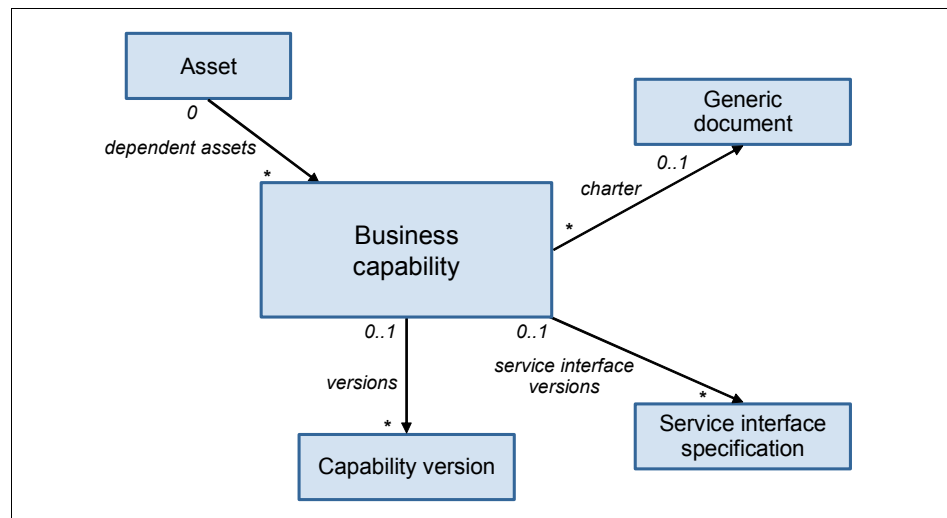 Asset
0
dependent assets
*
Generic
document
0..1
charter
*
Business
capability
0..1
versions
*
Capability version
0..1
service interface
versions
*
Service interface
specification